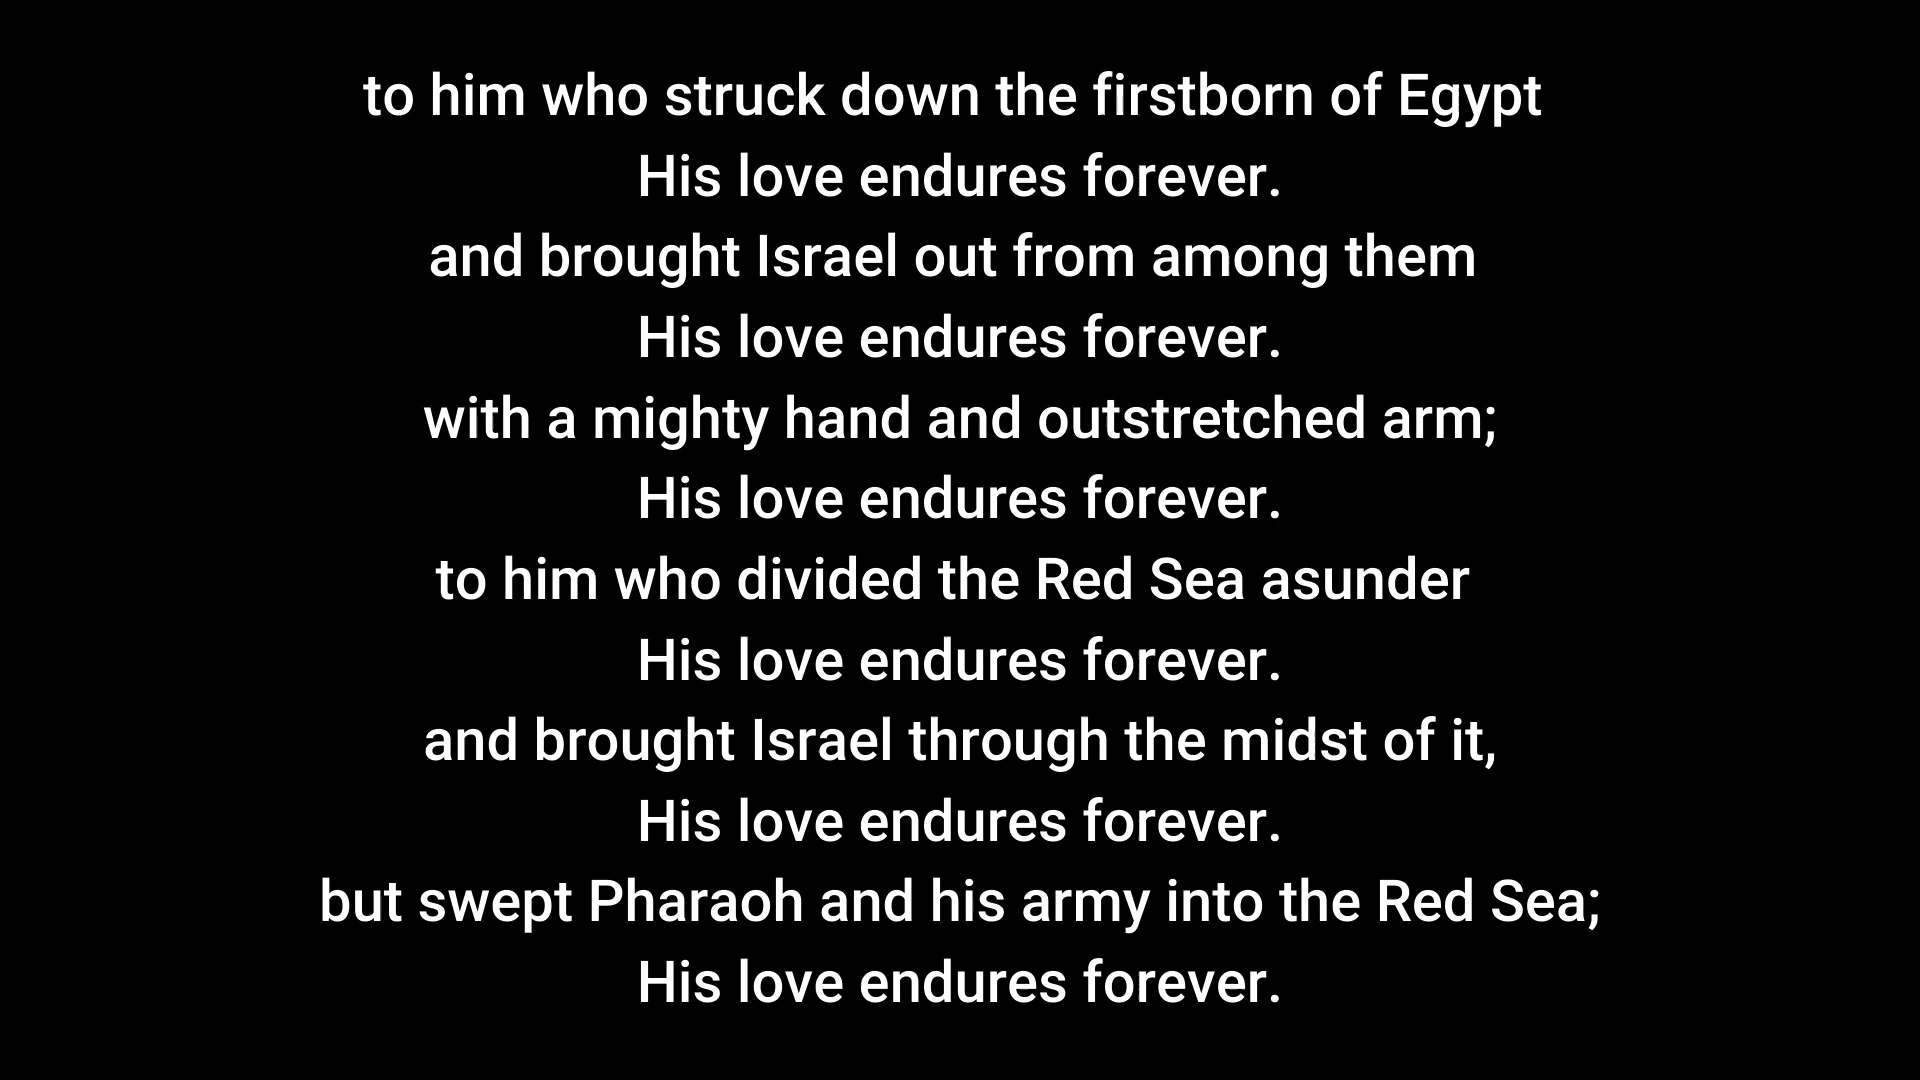 to him who struck down the firstborn of Egypt
His love endures forever.
and brought Israel out from among them
His love endures forever.
with a mighty hand and outstretched arm;
His love endures forever.
to him who divided the Red Sea asunder
His love endures forever.
and brought Israel through the midst of it,
His love endures forever.
but swept Pharaoh and his army into the Red Sea;
His love endures forever.